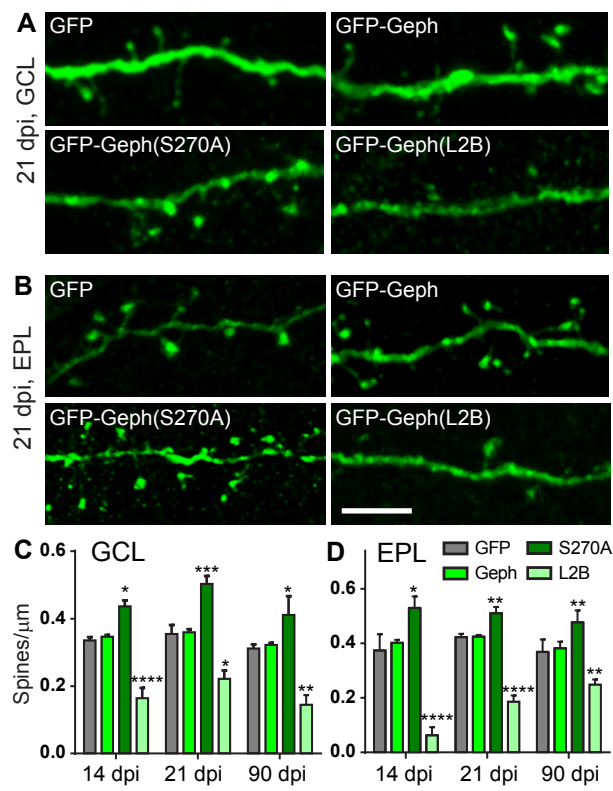 A
21 dpi, GCL
GFP
GFP-Geph
GFP-Geph(S270A)
GFP-Geph(L2B)
B
21 dpi, EPL
GFP
GFP-Geph
GFP-Geph(S270A)
GFP-Geph(L2B)
C
GCL
Spines/μm
0.6
0.4
0.2
0.0
*
****
***
*
*
**
14 dpi
21 dpi
90 dpi
D
EPL
GFP
S270A
Geph
L2B
0.6
0.4
0.2
0.0
*
****
**
****
**
**
14 dpi
21 dpi
90 dpi